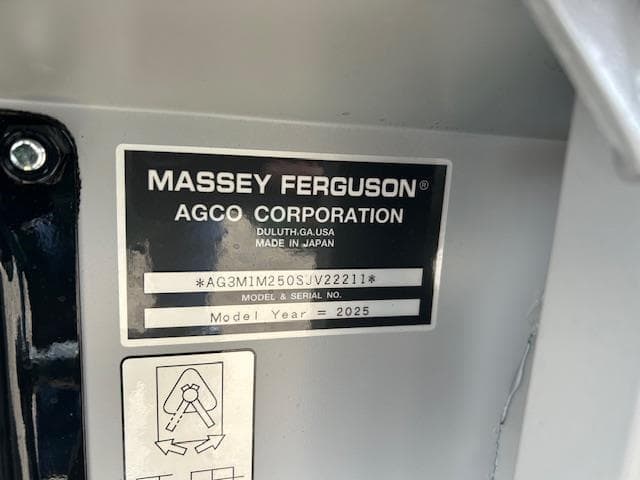 MASSEY FERGUSON®
AGCO CORPORATION
DULUTH,GA.USA
MADE IN JAPAN
*AG3M1M250SJV22211*
MODEL & SERIAL NO.
Model Year = 2025